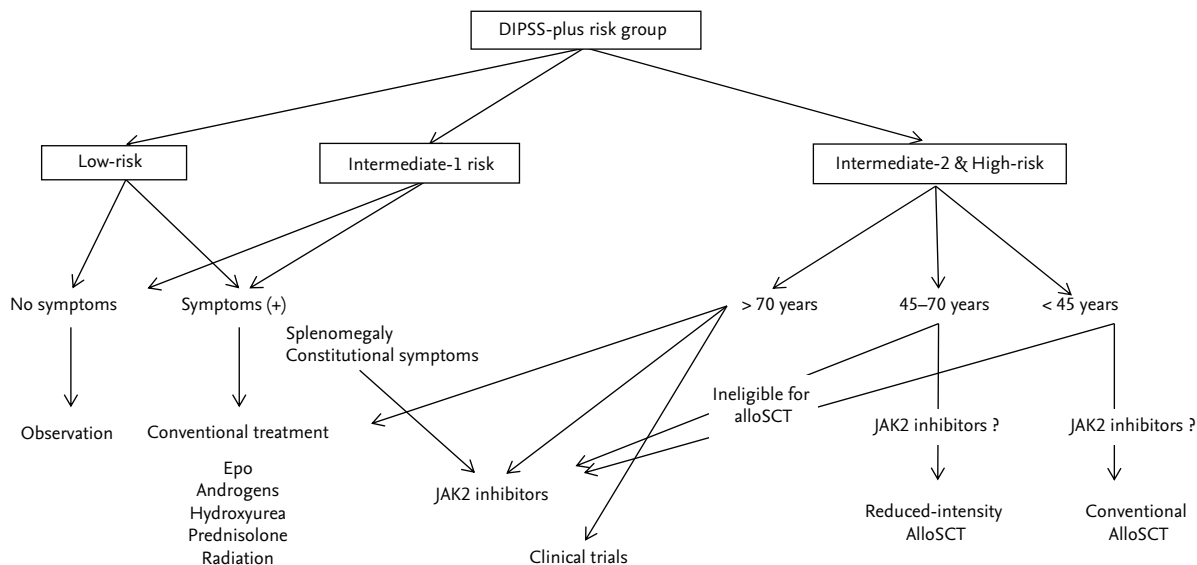 DIPSS-plus risk group
Low-risk
Intermediate-1 risk
Intermediate-2 & High-risk
No symptoms
Symptoms (+)
> 70 years
45–70 years
< 45 years
Splenomegaly
Constitutional symptoms
Ineligible for
alloSCT
Observation
Conventional treatment
JAK2 inhibitors ?
JAK2 inhibitors ?
Epo
Androgens
Hydroxyurea
Prednisolone
Radiation
JAK2 inhibitors
Clinical trials
Reduced-intensity
AlloSCT
Conventional
AlloSCT